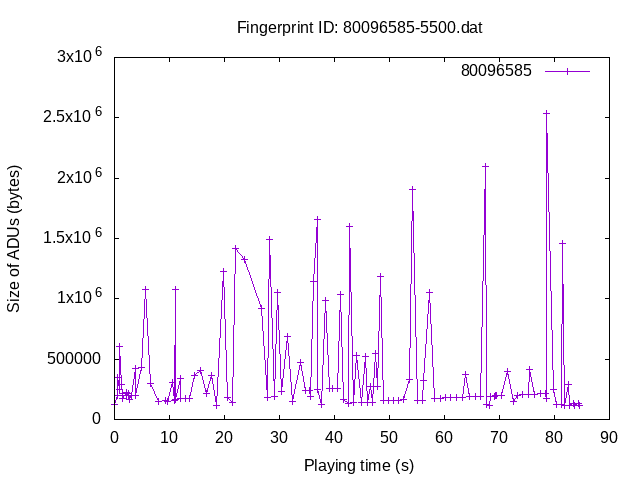 Fingerprint ID: 80096585-5500.dat
80096585
Size of ADUs (bytes)
3x10^6
2.5x10^6
2x10^6
1.5x10^6
1x10^6
500000
0
0 10 20 30 40 50 60 70 80 90
Playing time (s)